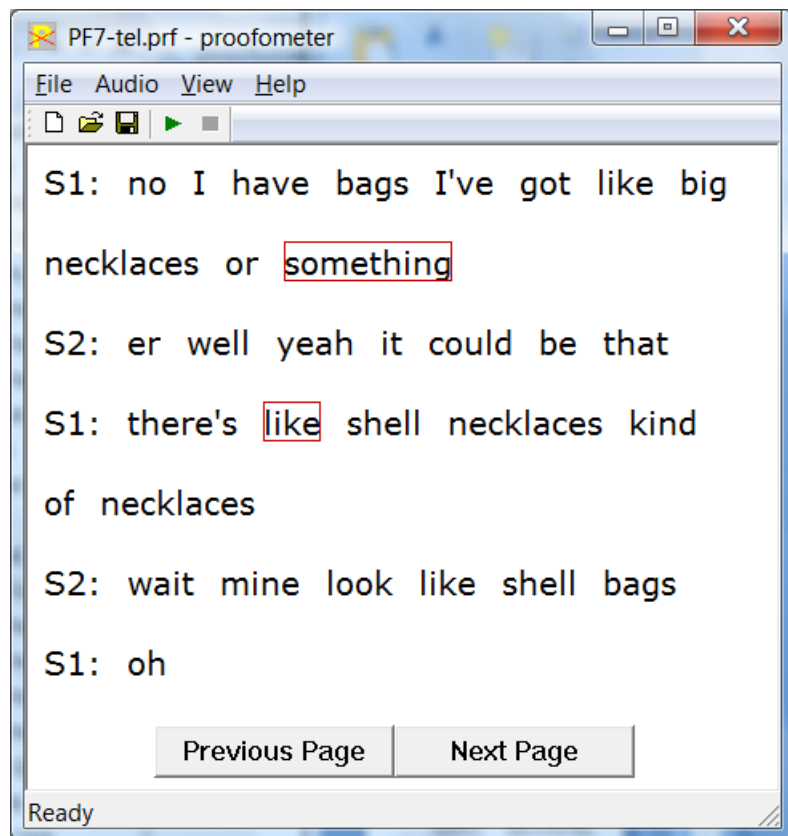 PF7-tel.prf - proofometer
File Audio View Help
S1: no I have bags I've got like big
necklaces or something
S2: er well yeah it could be that
S1: there's like shell necklaces kind
of necklaces
S2: wait mine look like shell bags
S1: oh
Previous Page Next Page
Ready